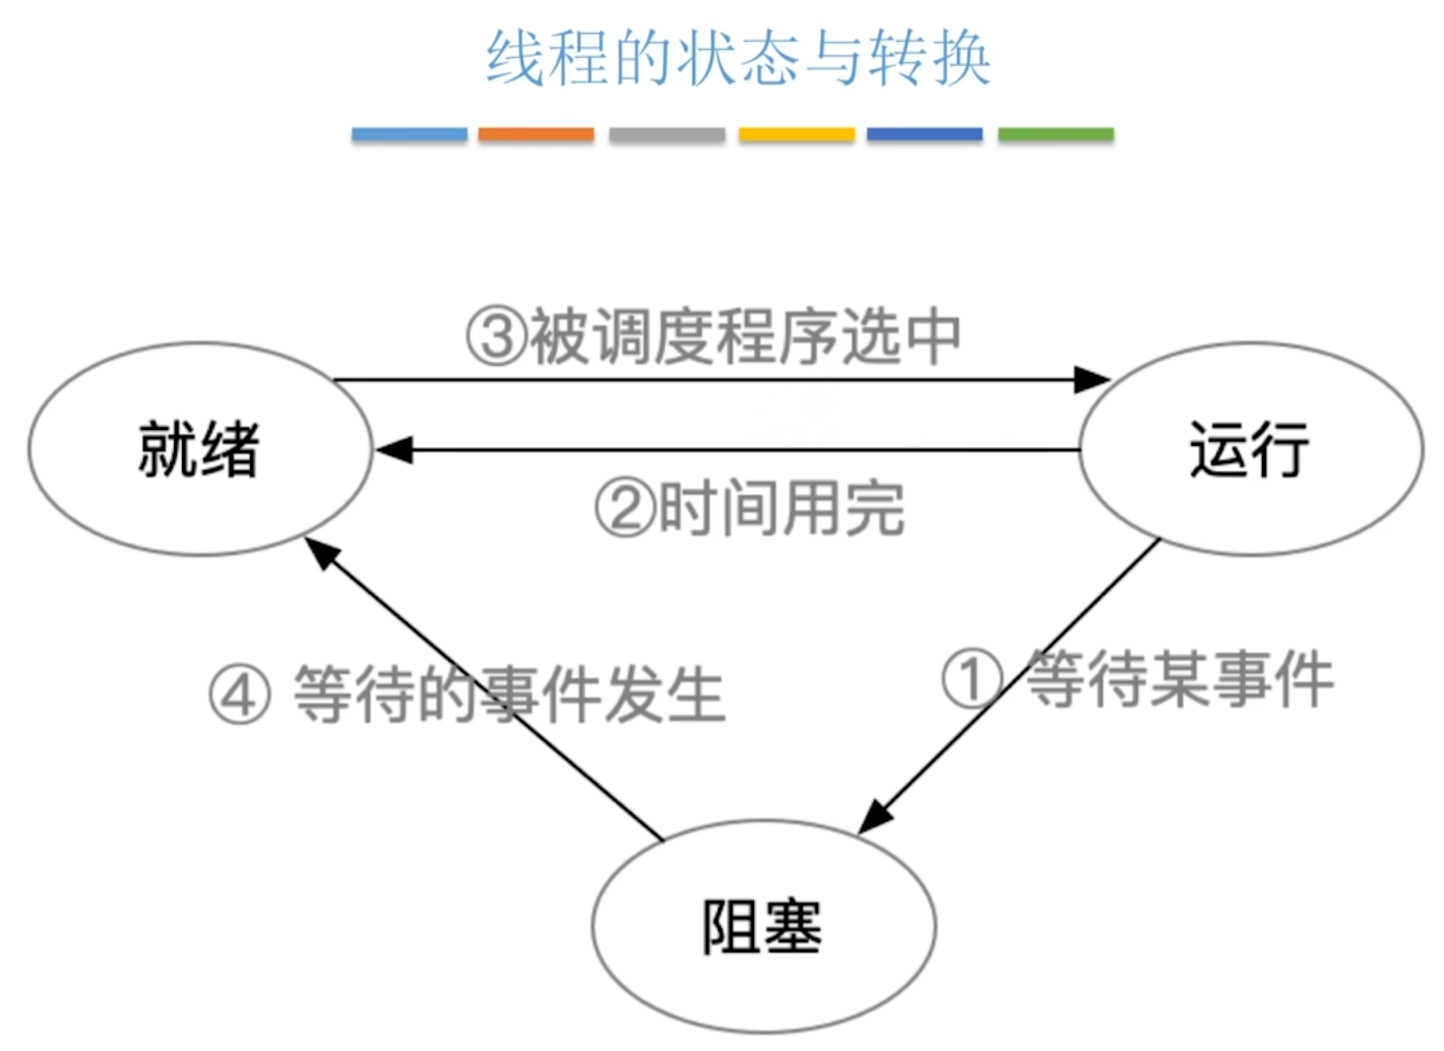 线程的状态与转换
③被调度程序选中
就绪
运行
②时间用完
④ 等待的事件发生
① 等待某事件
阻塞